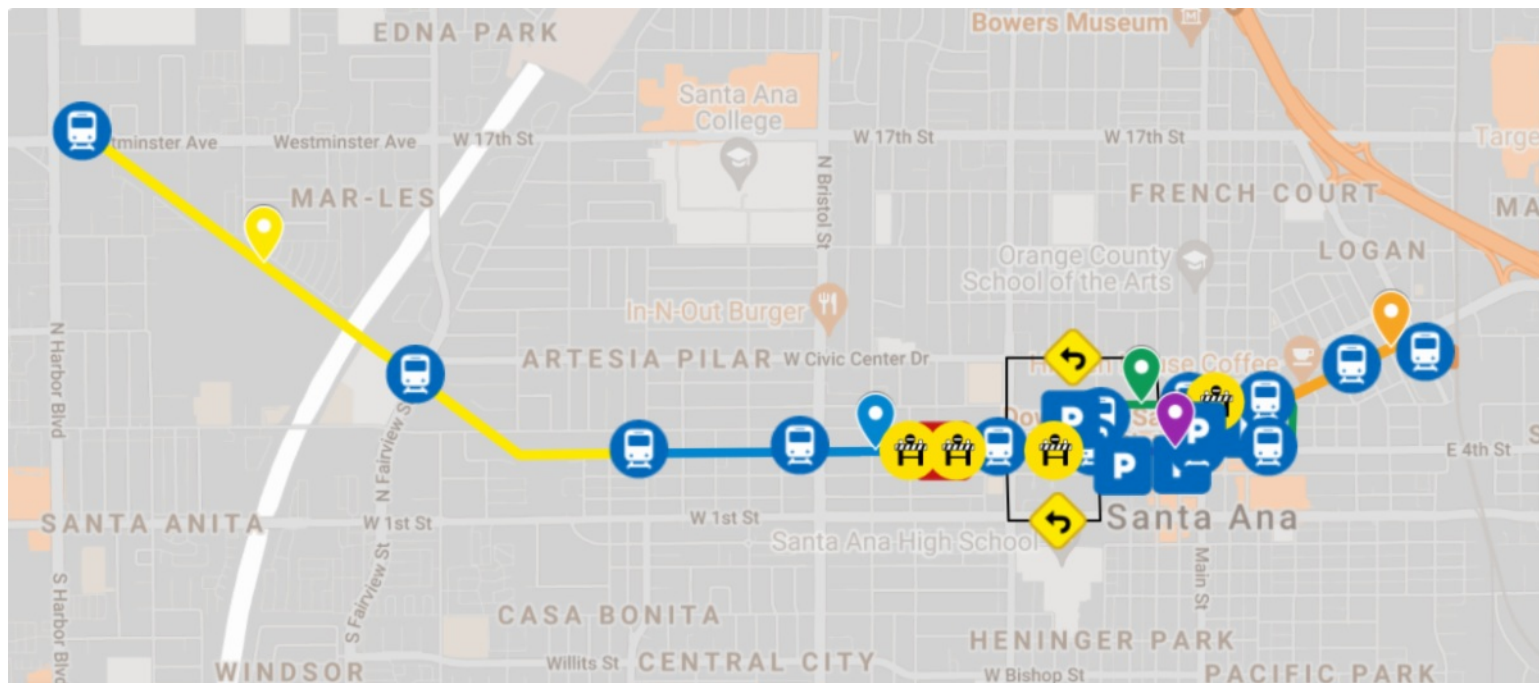 EDNA PARK
Bowers Museum
Santa Ana
College
tminster Ave
Westminster Ave
W 17th St
W 17th St
W 17th St
Targe
MAR-LES
N Bristol St
FRENCH COURT
MA
Orange County
School of the Arts
LOGAN
In-N-Out Burger
N Harbor Blvd
ARTESIA PILAR
W Civic Center Dr
use Coffee
Dow
Sa
P
P
P
N Fairview S
E 4th St
S
SANTA ANITA
W 1st St
W 1st St
Santa Ana
Santa Ana High School
S Fairview St
Main St
S Harbor Blvd
CASA BONITA
HENINGER PARK
WINDSOR
Willits St
CENTRAL CITY
W Bishop St
PACIFIC PARK